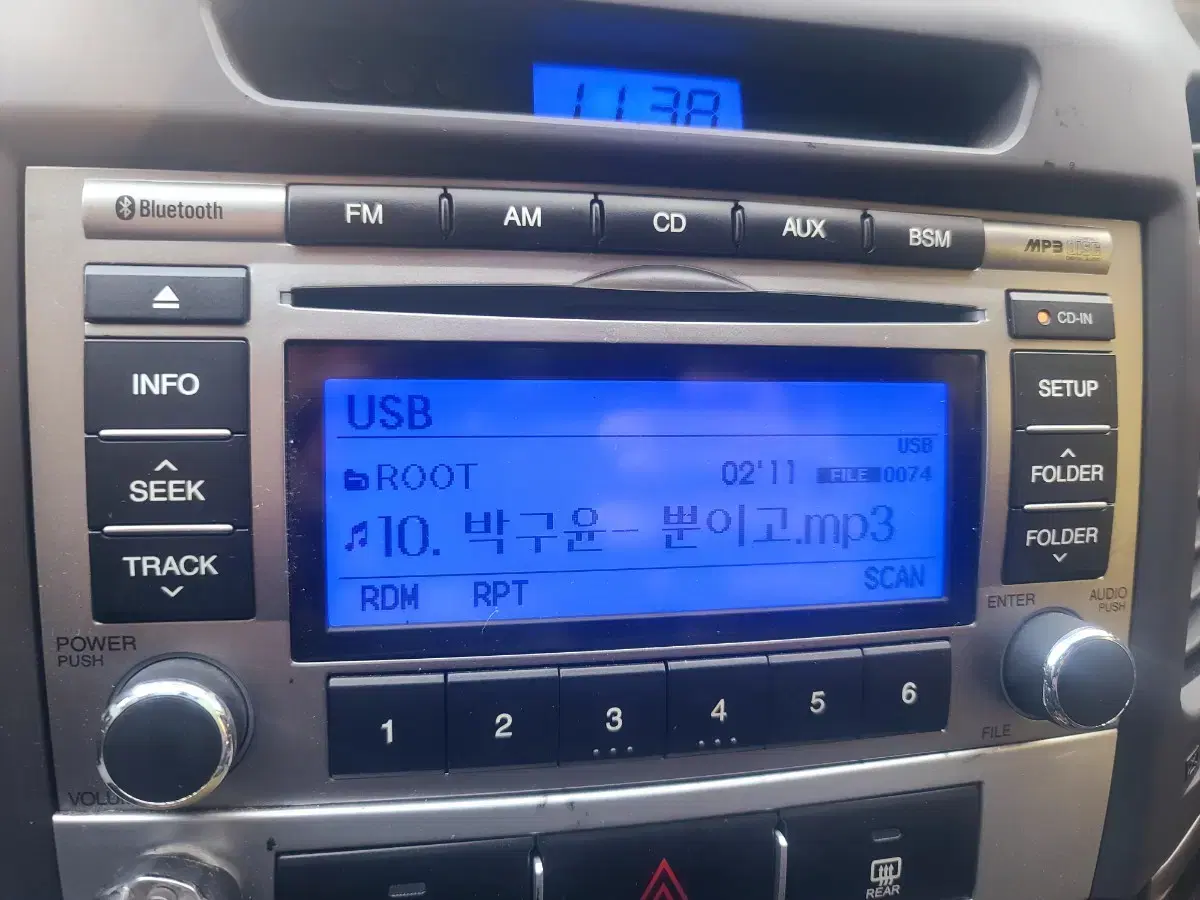 11 38
Bluetooth
FM
AM
CD
AUX
BSM
MP3
CD-IN
INFO
SEEK
TRACK
SETUP
FOLDER
FOLDER
USB
USB
ROOT 02'11 FILE 0074
10. 박구윤- 뿐이고.mp3
RDM RPT SCAN
POWER
PUSH
ENTER
AUDIO
PUSH
1
2
3
4
5
6
FILE
REAR